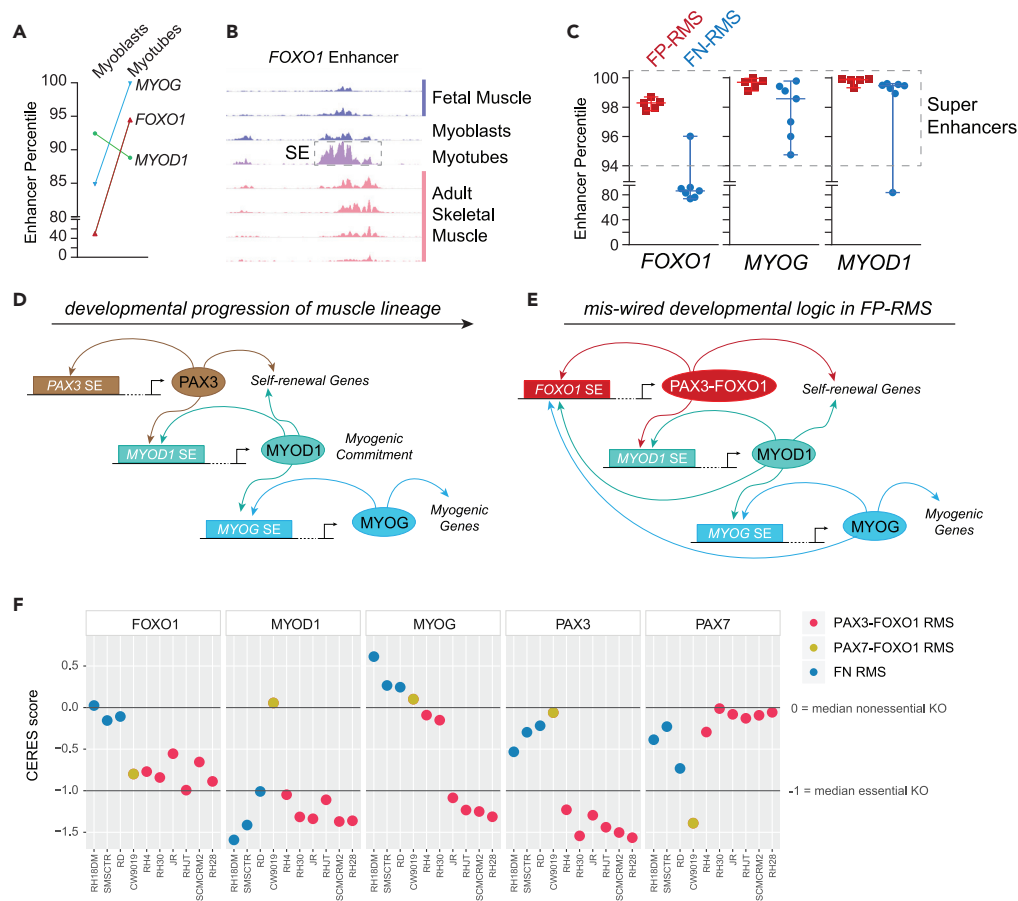 A
Myoblasts
Myotubes
Enhancer Percentile
100
95
90
85
80
40
0
MYOG
FOXO1
MYOD1
B
FOXO1 Enhancer
Fetal Muscle
Myoblasts
SE
Myotubes
Adult
Skeletal
Muscle
C
FP-RMS
FN-RMS
Enhancer Percentile
100
98
96
94
80
40
0
Super
Enhancers
FOXO1
MYOG
MYOD1
D
developmental progression of muscle lineage
PAX3 SE
PAX3
Self-renewal Genes
MYOD1 SE
MYOD1
Myogenic
Commitment
MYOG SE
MYOG
Myogenic
Genes
E
mis-wired developmental logic in FP-RMS
FOXO1 SE
PAX3-FOXO1
Self-renewal Genes
MYOD1 SE
MYOD1
MYOG SE
MYOG
Myogenic
Genes
F
FOXO1
MYOD1
MYOG
PAX3
PAX7
CERES score
0.5
0.0
−0.5
−1.0
−1.5
PAX3-FOXO1 RMS
PAX7-FOXO1 RMS
FN RMS
0 = median nonessential KO
-1 = median essential KO
RH18DM
SMSCTR
RD
CW9019
RH4
RH30
JR
RHJT
SCMCRM2
RH28
RH18DM
SMSCTR
RD
CW9019
RH4
RH30
JR
RHJT
SCMCRM2
RH28
RH18DM
SMSCTR
RD
CW9019
RH4
RH30
JR
RHJT
SCMCRM2
RH28
RH18DM
SMSCTR
RD
CW9019
RH4
RH30
JR
RHJT
SCMCRM2
RH28
RH18DM
SMSCTR
RD
CW9019
RH4
RH30
JR
RHJT
SCMCRM2
RH28